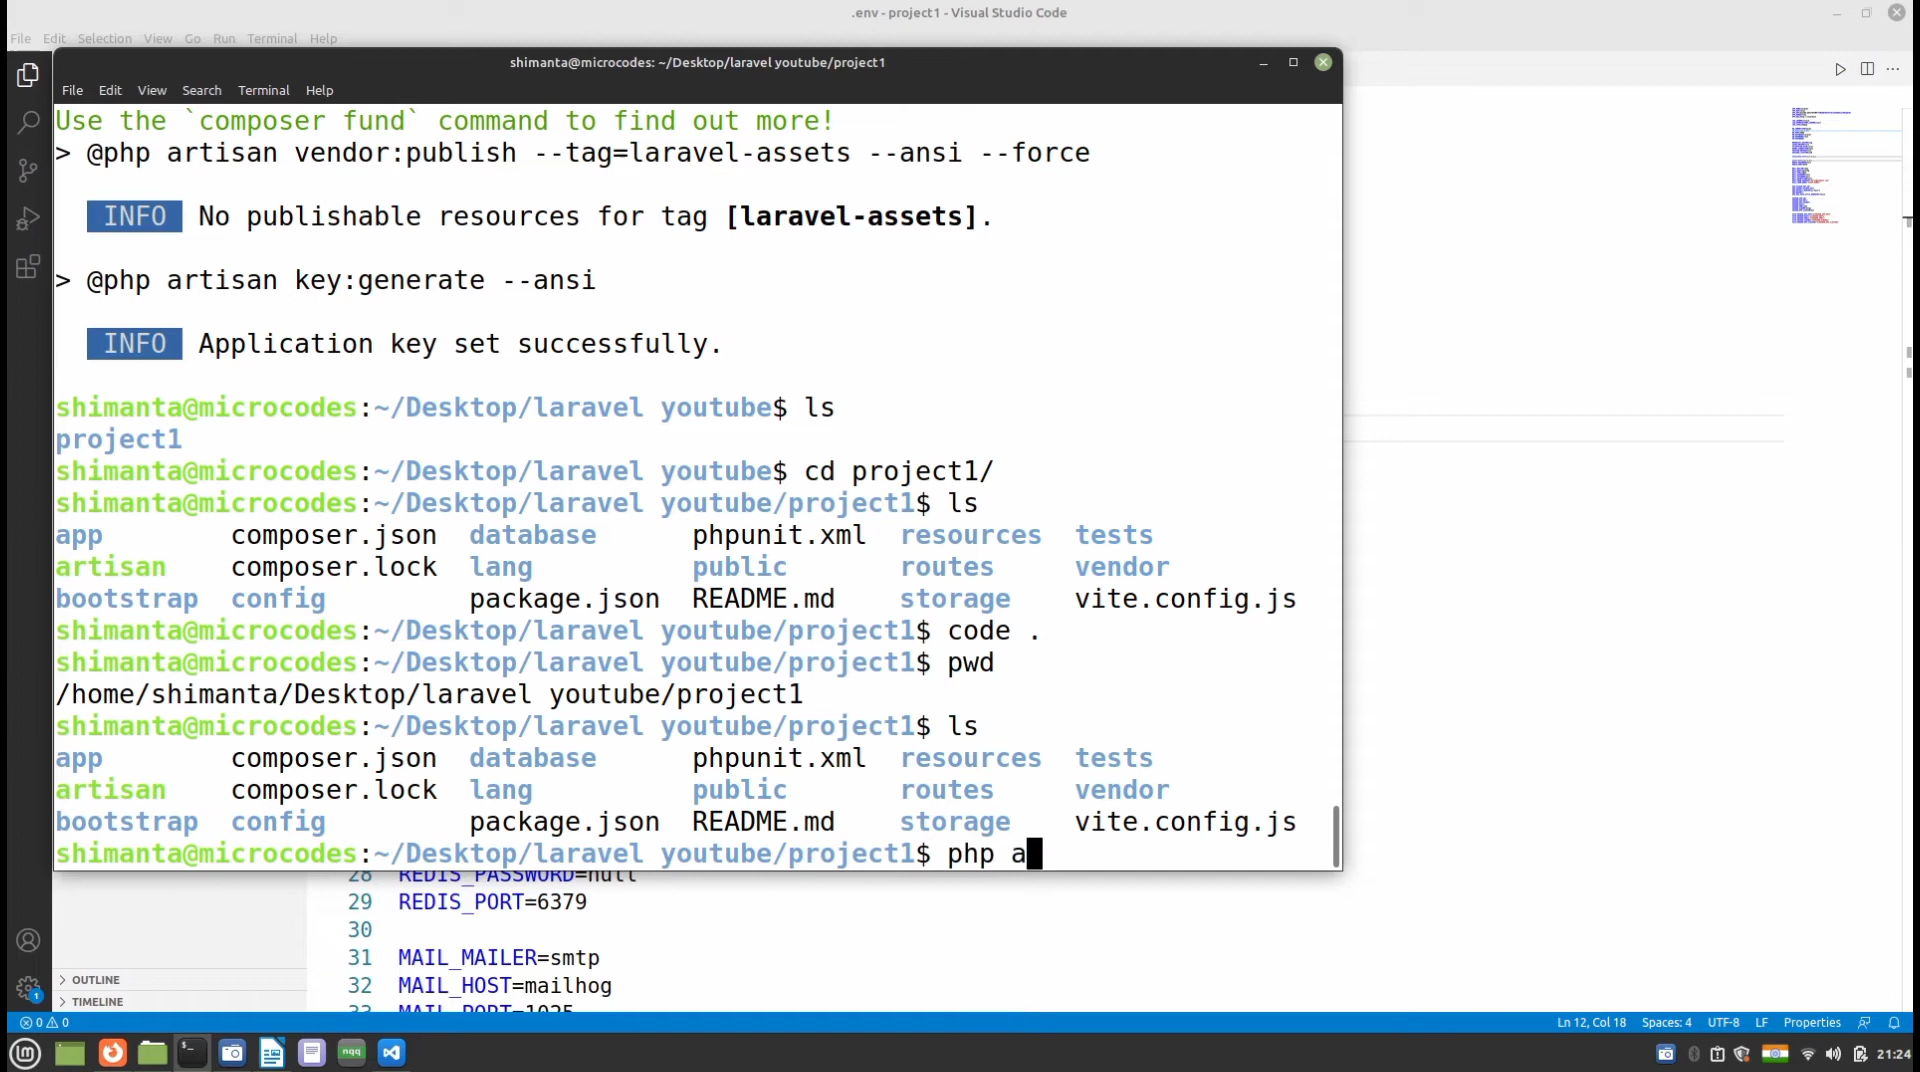 .env - project1 - Visual Studio Code
File Edit Selection View Go Run Terminal Help
shimanta@microcodes: ~/Desktop/laravel youtube/project1
File Edit View Search Terminal Help
Use the `composer fund` command to find out more!
> @php artisan vendor:publish --tag=laravel-assets --ansi --force
INFO No publishable resources for tag [laravel-assets].
> @php artisan key:generate --ansi
INFO Application key set successfully.
shimanta@microcodes:~/Desktop/laravel youtube$ ls
project1
shimanta@microcodes:~/Desktop/laravel youtube$ cd project1/
shimanta@microcodes:~/Desktop/laravel youtube/project1$ ls
app composer.json database phpunit.xml resources tests
artisan composer.lock lang public routes vendor
bootstrap config package.json README.md storage vite.config.js
shimanta@microcodes:~/Desktop/laravel youtube/project1$ code .
shimanta@microcodes:~/Desktop/laravel youtube/project1$ pwd
/home/shimanta/Desktop/laravel youtube/project1
shimanta@microcodes:~/Desktop/laravel youtube/project1$ ls
app composer.json database phpunit.xml resources tests
artisan composer.lock lang public routes vendor
bootstrap config package.json README.md storage vite.config.js
shimanta@microcodes:~/Desktop/laravel youtube/project1$ php a
28 REDIS_PASSWORD=null
29 REDIS_PORT=6379
30
31 MAIL_MAILER=smtp
32 MAIL_HOST=mailhog
33 MAIL_PORT=1025
OUTLINE
TIMELINE
1
0 0 Ln 12, Col 18 Spaces: 4 UTF-8 LF Properties
nqq 21:24